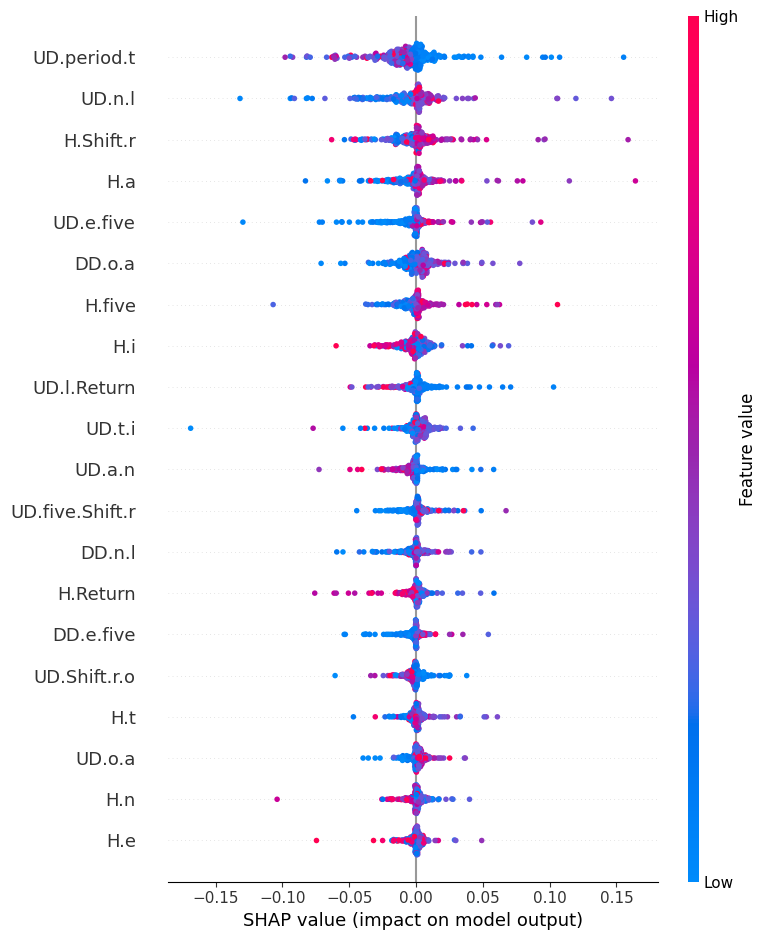 High
UD.period.t
UD.n.l
H.Shift.r
H.a
UD.e.five
DD.o.a
H.five
H.i
UD.l.Return
UD.t.i
UD.a.n
UD.five.Shift.r
DD.n.l
H.Return
DD.e.five
UD.Shift.r.o
H.t
UD.o.a
H.n
H.e
Feature value
Low
−0.15 −0.10 −0.05 0.00 0.05 0.10 0.15
SHAP value (impact on model output)